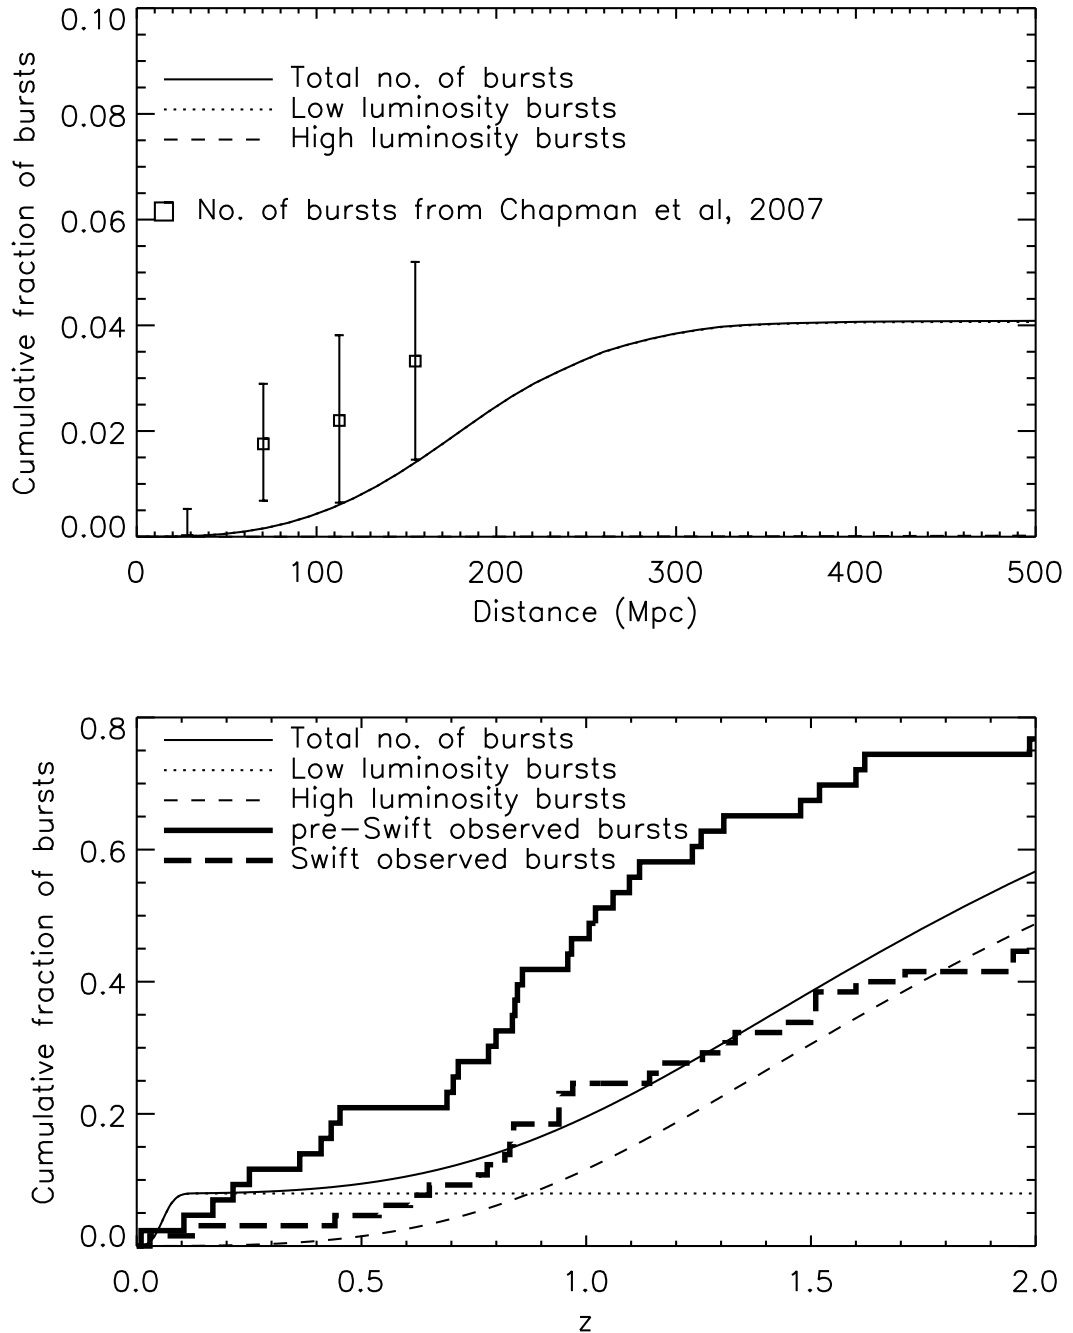 Cumulative fraction of bursts
0.10
0.08
0.06
0.04
0.02
0.00
Total no. of bursts
Low luminosity bursts
High luminosity bursts
No. of bursts from Chapman et al, 2007
0 100 200 300 400 500
Distance (Mpc)
Cumulative fraction of bursts
0.8
0.6
0.4
0.2
0.0
Total no. of bursts
Low luminosity bursts
High luminosity bursts
pre-Swift observed bursts
Swift observed bursts
0.0 0.5 1.0 1.5 2.0
z